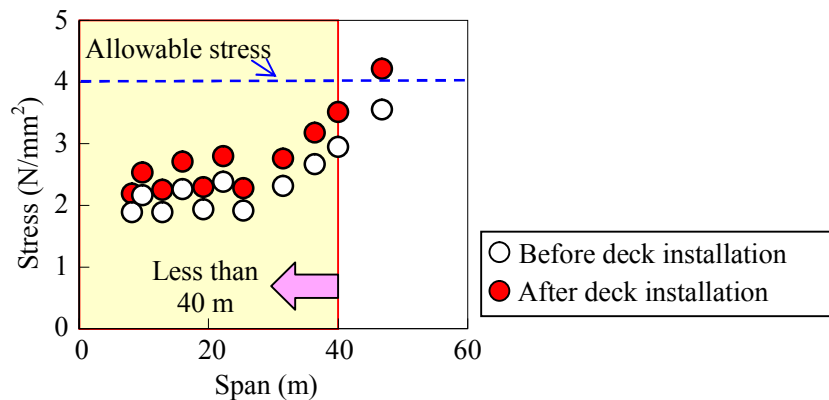 5
Allowable stress
4
3
2
1
0
Stress (N/mm²)
Less than
40 m
0
20
40
60
Span (m)
Before deck installation
After deck installation